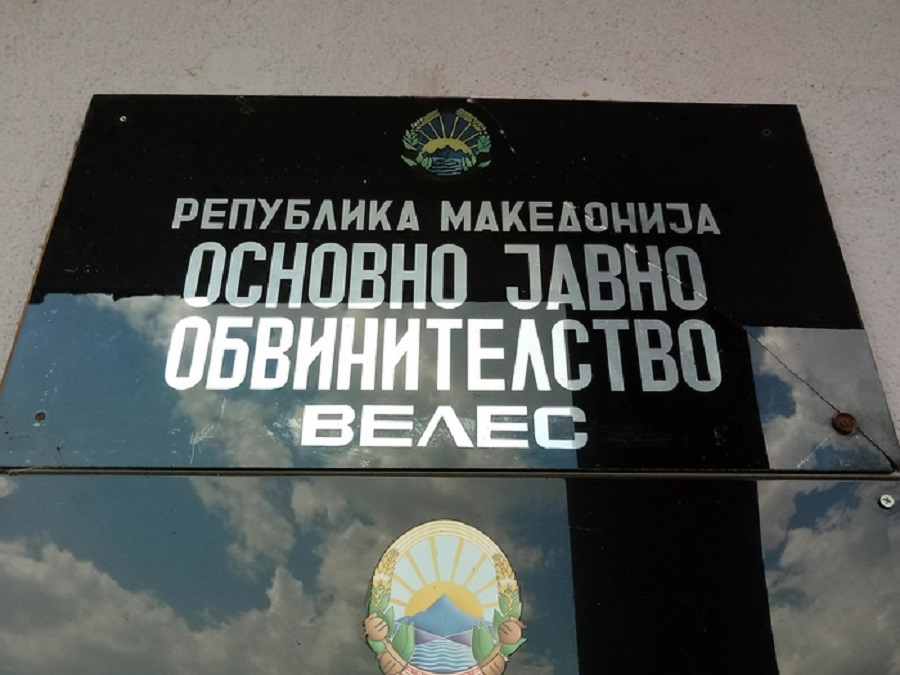 РЕПУБЛИКА МАКЕДОНИЈА
ОСНОВНО ЈАВНО
ОБВИНИТЕЛСТВО
ВЕЛЕС